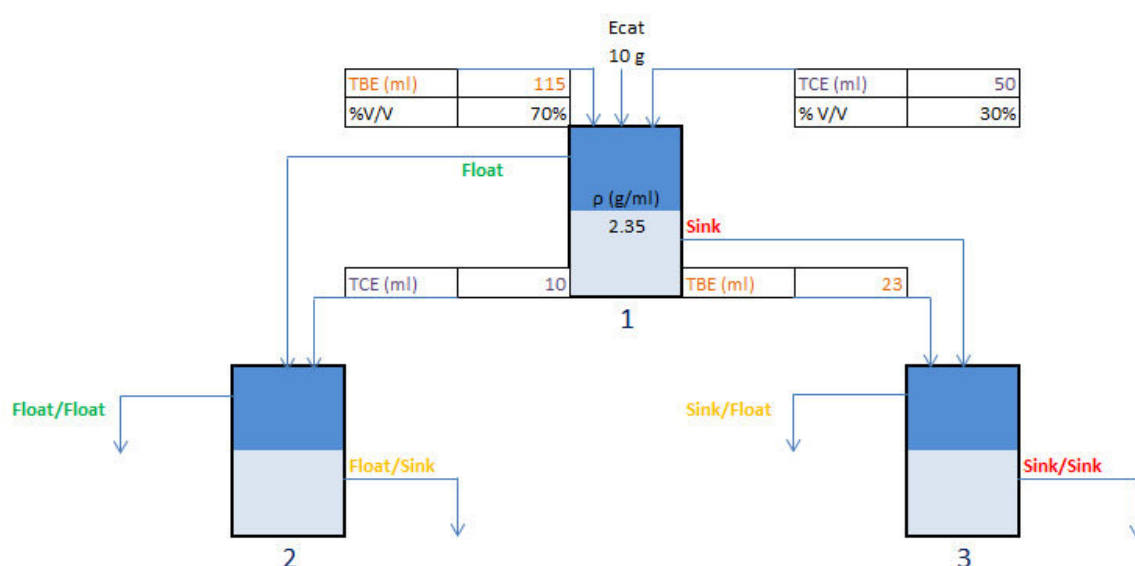 Ecat
10 g
TBE (ml) 115
%V/V 70%
TCE (ml) 50
% V/V 30%
Float
ρ (g/ml)
2.35
Sink
TCE (ml) 10
TBE (ml) 23
1
Float/Float
Float/Sink
Sink/Float
Sink/Sink
2
3